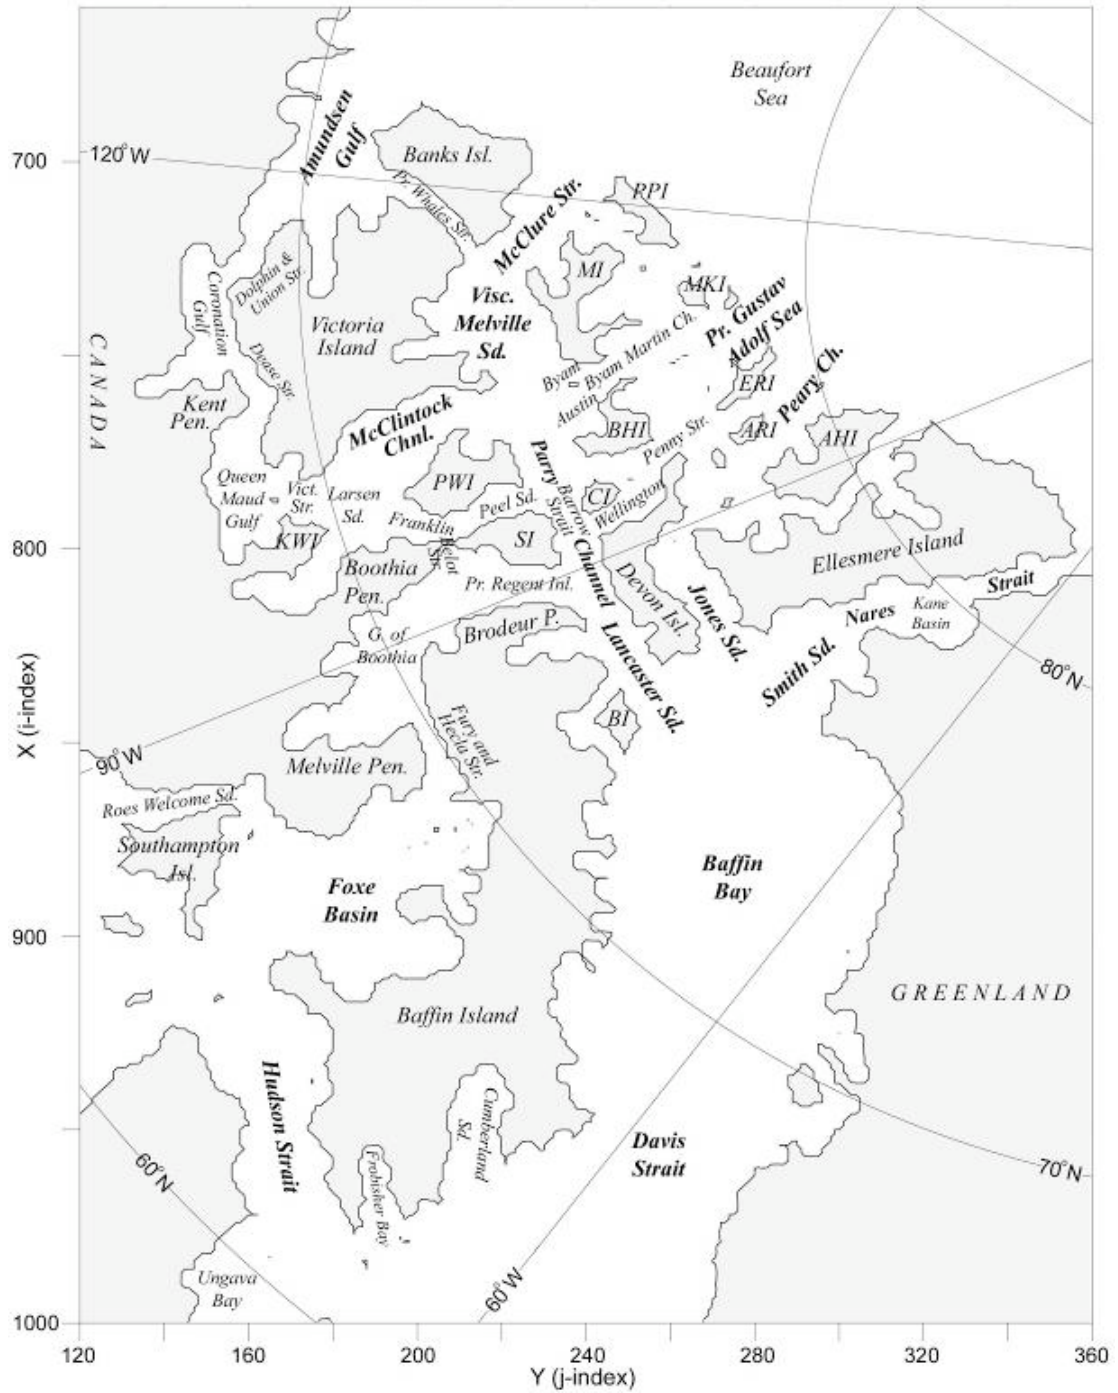 Beaufort
Sea
Amundsen
Gulf
120°W
700
Banks Isl.
Pr. Whales Str.
McClure Str.
PPI
MI
MKI
Dolphin &
Union Str.
Coronation
Gulf
Visc.
Melville
Sd.
Victoria
Island
Pr. Gustav
Adolf Sea
Byam Martin Ch.
Byam
Austin
CANADA
Dease Str.
Kent
Pen.
McClintock
Chnl.
ERI
Peary Ch.
BHI
ARI
AHI
Penny Str.
Queen
Maud
Gulf
Vict.
Str.
Larsen
Sd.
PWI
Peel Sd.
Franklin
Parry
Channel
Barrow
Strait
CI
Wellington
KWI
800
Belot
Str.
SI
Boothia
Pen.
Pr. Regent Inl.
Devon Isl.
Jones Sd.
Ellesmere Island
Strait
Nares
Kane
Basin
G. of
Boothia
Brodeur P.
Lancaster Sd.
Smith Sd.
80°N
X (i-index)
90°W
Fury and
Hecla Str.
BI
Melville Pen.
Roes Welcome Sd.
Southampton
Isl.
Foxe
Basin
Baffin
Bay
900
GREENLAND
Baffin Island
Hudson Strait
Cumberland
Sd.
Davis
Strait
60°N
70°N
Frobisker Bay
Ungava
Bay
60°W
1000
120 160 200 240 280 320 360
Y (j-index)